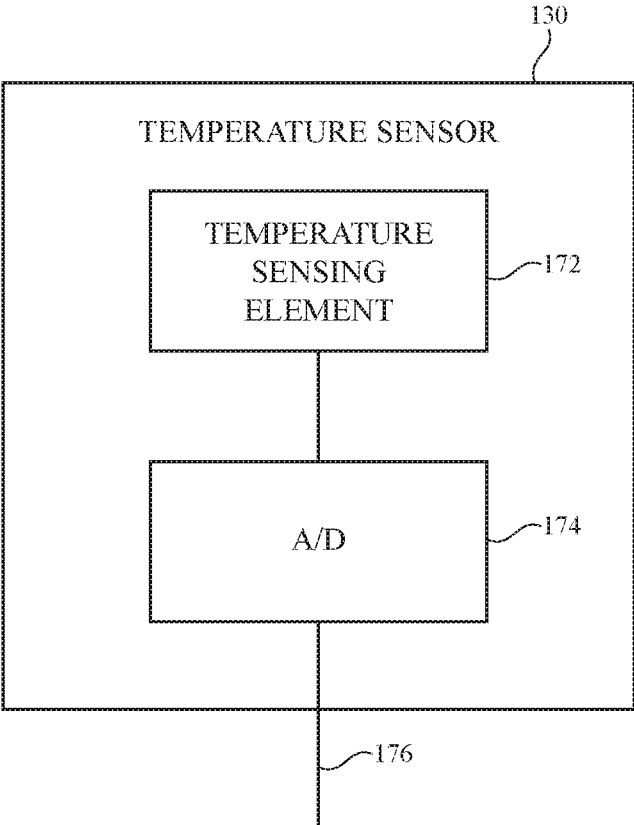 130
TEMPERATURE SENSOR
TEMPERATURE
SENSING
ELEMENT
172
A/D
174
176